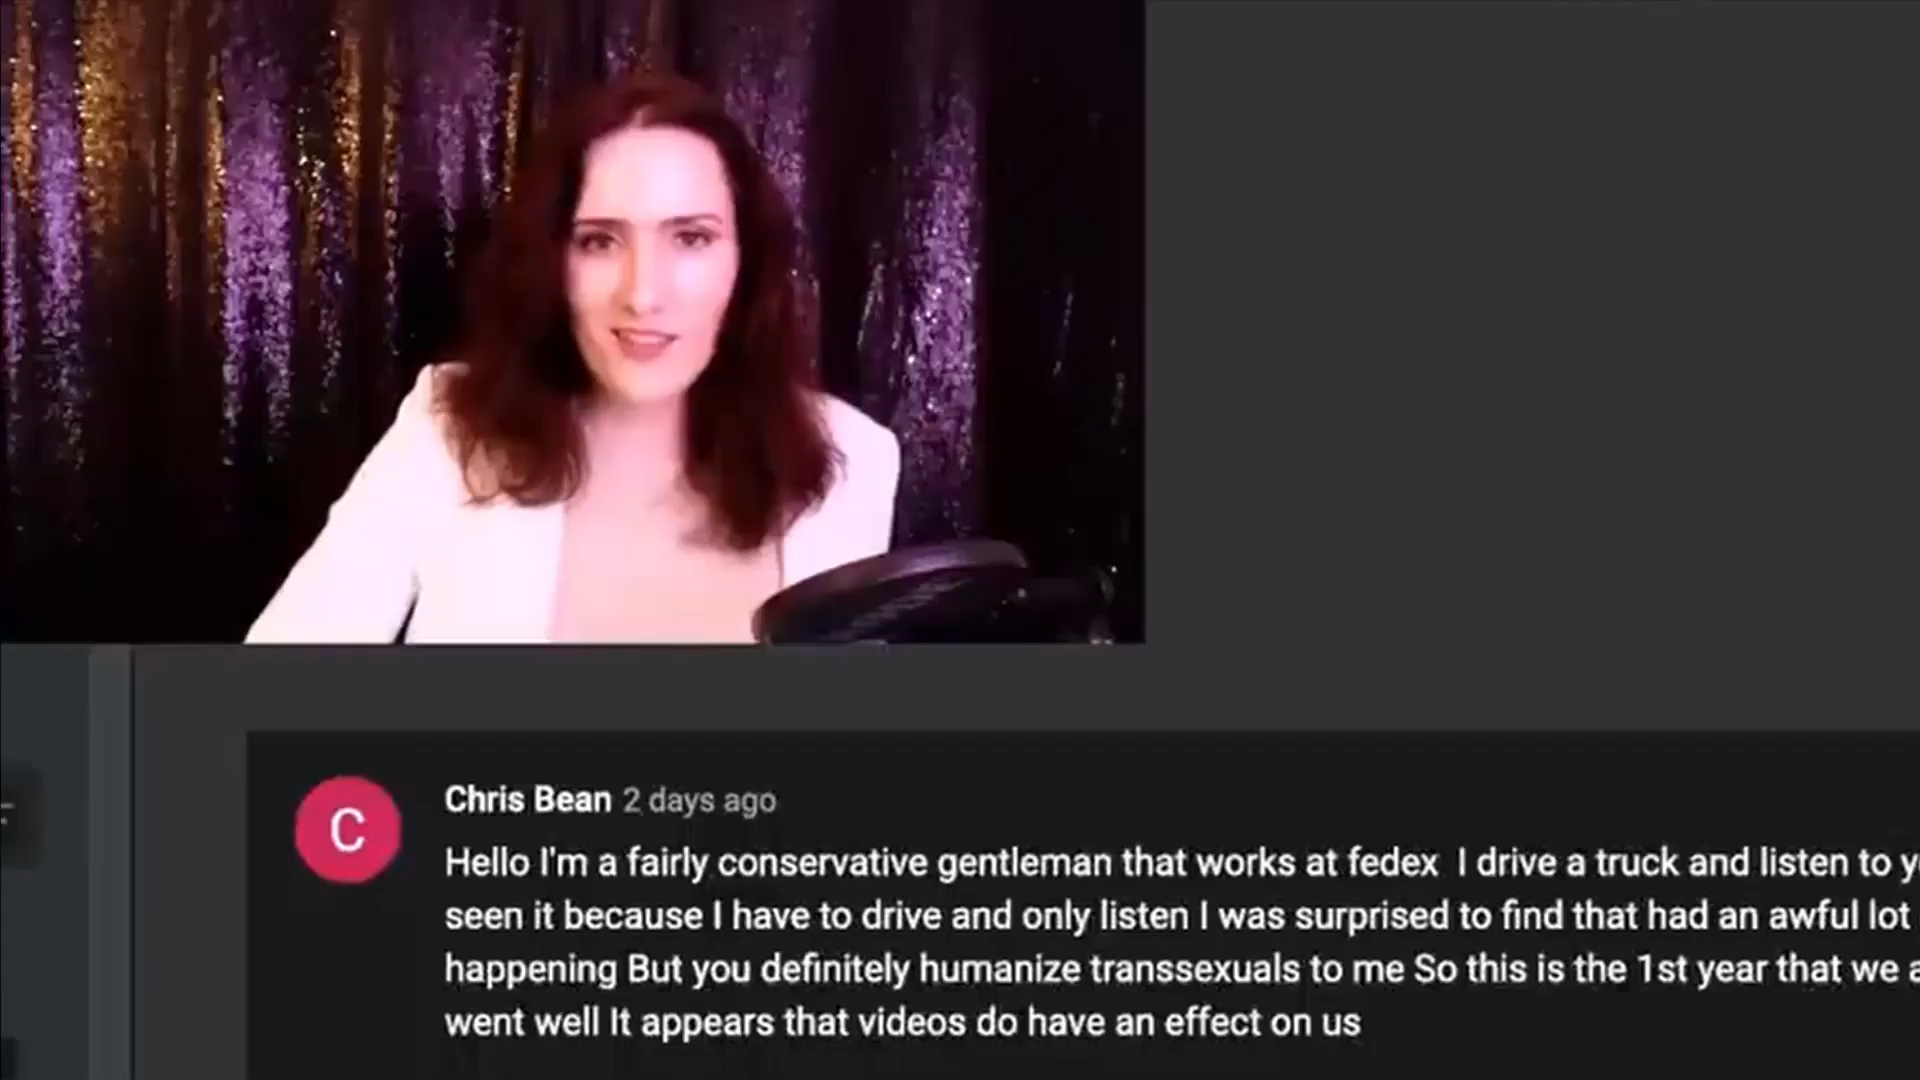 C
Chris Bean 2 days ago
Hello I'm a fairly conservative gentleman that works at fedex I drive a truck and listen to
seen it because I have to drive and only listen I was surprised to find that had an awful lot
happening But you definitely humanize transsexuals to me So this is the 1st year that we
went well It appears that videos do have an effect on us